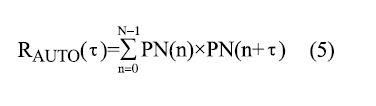 R_AUTO(τ)=∑_{n=0}^{N−1} PN(n)×PN(n+τ) (5)